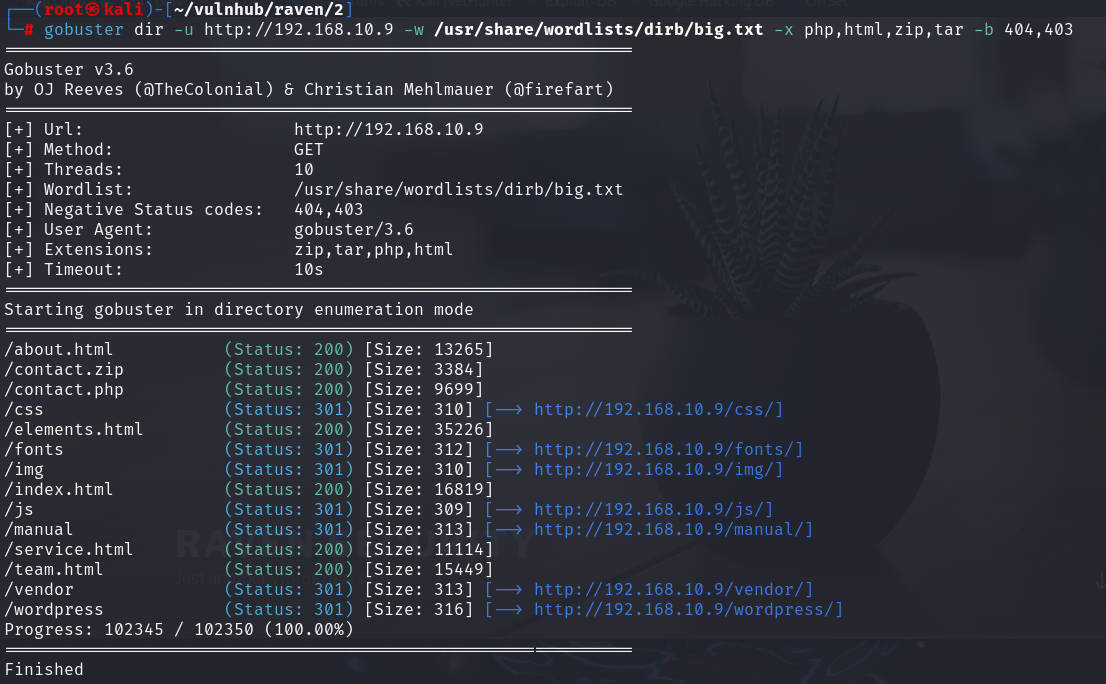 ┌──(root㉿kali)-[~/vulnhub/raven/2]
└─# gobuster dir -u http://192.168.10.9 -w /usr/share/wordlists/dirb/big.txt -x php,html,zip,tar -b 404,403
===============================================================
Gobuster v3.6
by OJ Reeves (@TheColonial) & Christian Mehlmauer (@firefart)
===============================================================
[+] Url:                     http://192.168.10.9
[+] Method:                  GET
[+] Threads:                 10
[+] Wordlist:                /usr/share/wordlists/dirb/big.txt
[+] Negative Status codes:   404,403
[+] User Agent:              gobuster/3.6
[+] Extensions:              zip,tar,php,html
[+] Timeout:                 10s
===============================================================
Starting gobuster in directory enumeration mode
===============================================================
/about.html           (Status: 200) [Size: 13265]
/contact.zip          (Status: 200) [Size: 3384]
/contact.php          (Status: 200) [Size: 9699]
/css                  (Status: 301) [Size: 310] [--> http://192.168.10.9/css/]
/elements.html        (Status: 200) [Size: 35226]
/fonts                (Status: 301) [Size: 312] [--> http://192.168.10.9/fonts/]
/img                  (Status: 301) [Size: 310] [--> http://192.168.10.9/img/]
/index.html           (Status: 200) [Size: 16819]
/js                   (Status: 301) [Size: 309] [--> http://192.168.10.9/js/]
/manual               (Status: 301) [Size: 313] [--> http://192.168.10.9/manual/]
/service.html         (Status: 200) [Size: 11114]
/team.html            (Status: 200) [Size: 15449]
/vendor               (Status: 301) [Size: 313] [--> http://192.168.10.9/vendor/]
/wordpress            (Status: 301) [Size: 316] [--> http://192.168.10.9/wordpress/]
Progress: 102345 / 102350 (100.00%)
===============================================================
Finished